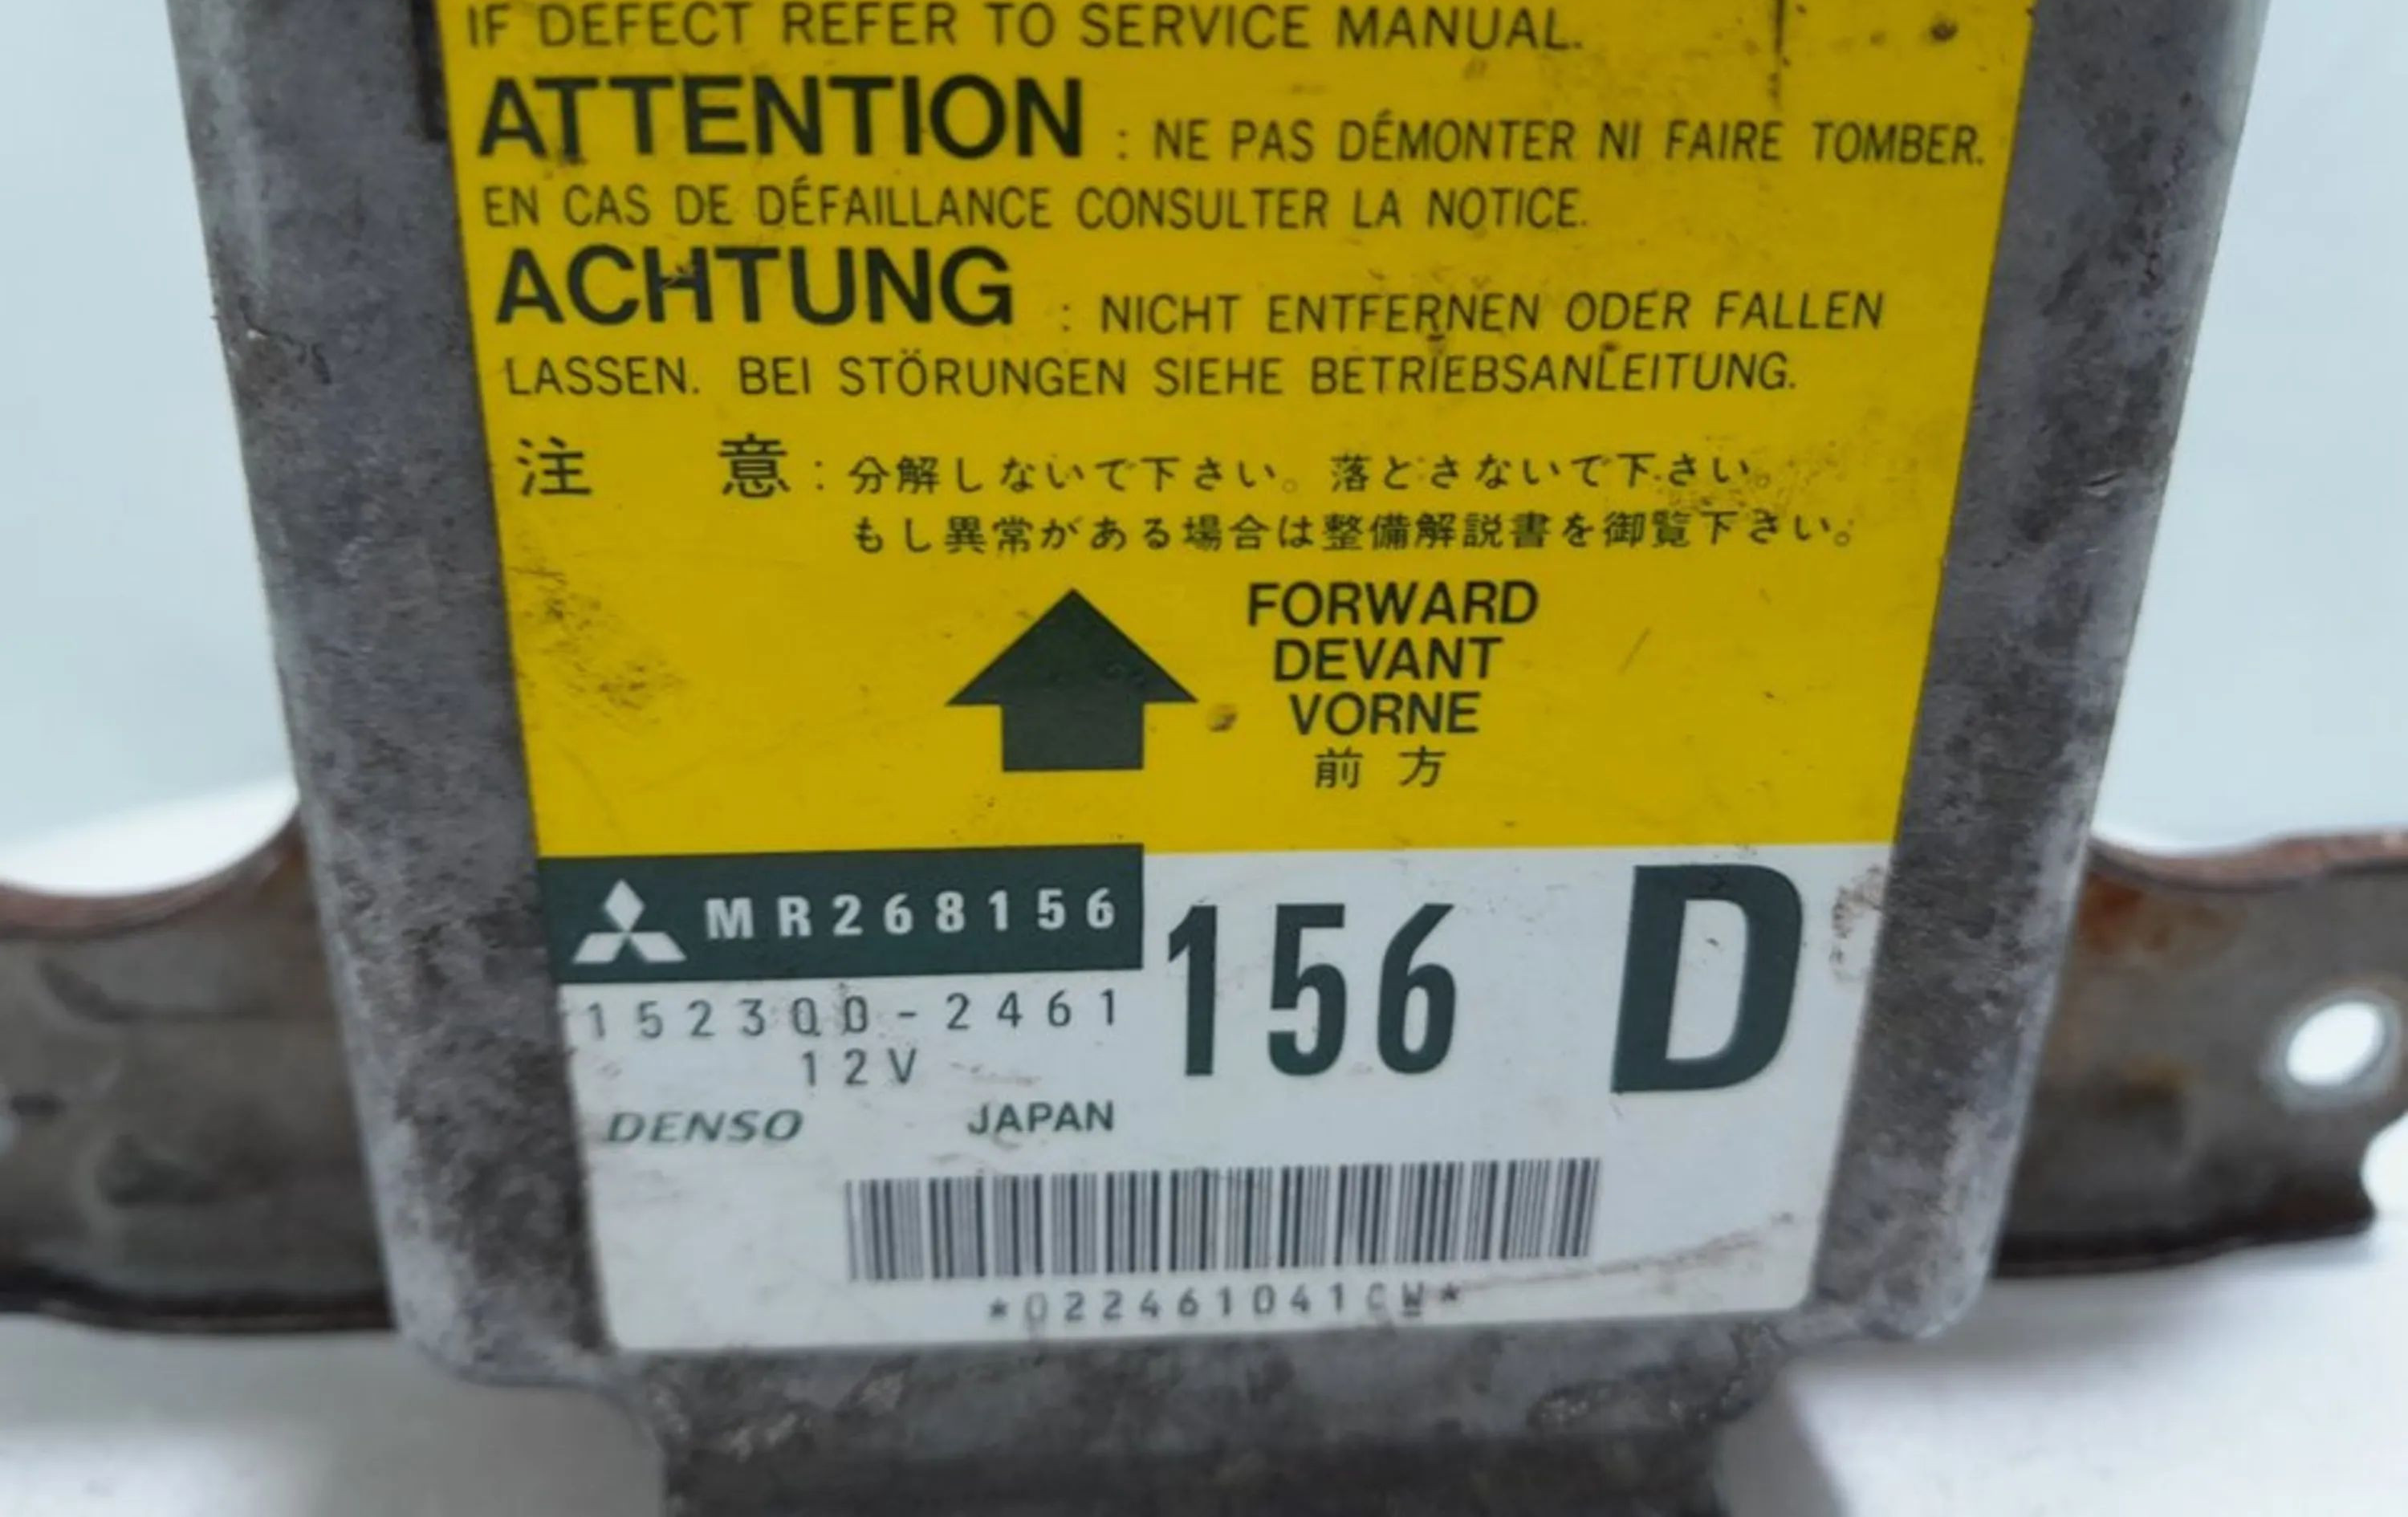 IF DEFECT REFER TO SERVICE MANUAL.
ATTENTION : NE PAS DÉMONTER NI FAIRE TOMBER.
EN CAS DE DÉFAILLANCE CONSULTER LA NOTICE.
ACHTUNG : NICHT ENTFERNEN ODER FALLEN
LASSEN. BEI STÖRUNGEN SIEHE BETRIEBSANLEITUNG.
注 意 : 分解しないで下さい。落とさないで下さい。
もし異常がある場合は整備解説書を御覧下さい。
FORWARD
DEVANT
VORNE
前方
MR268156
152300-2461
12V
156 D
DENSO JAPAN
*022461041CW*